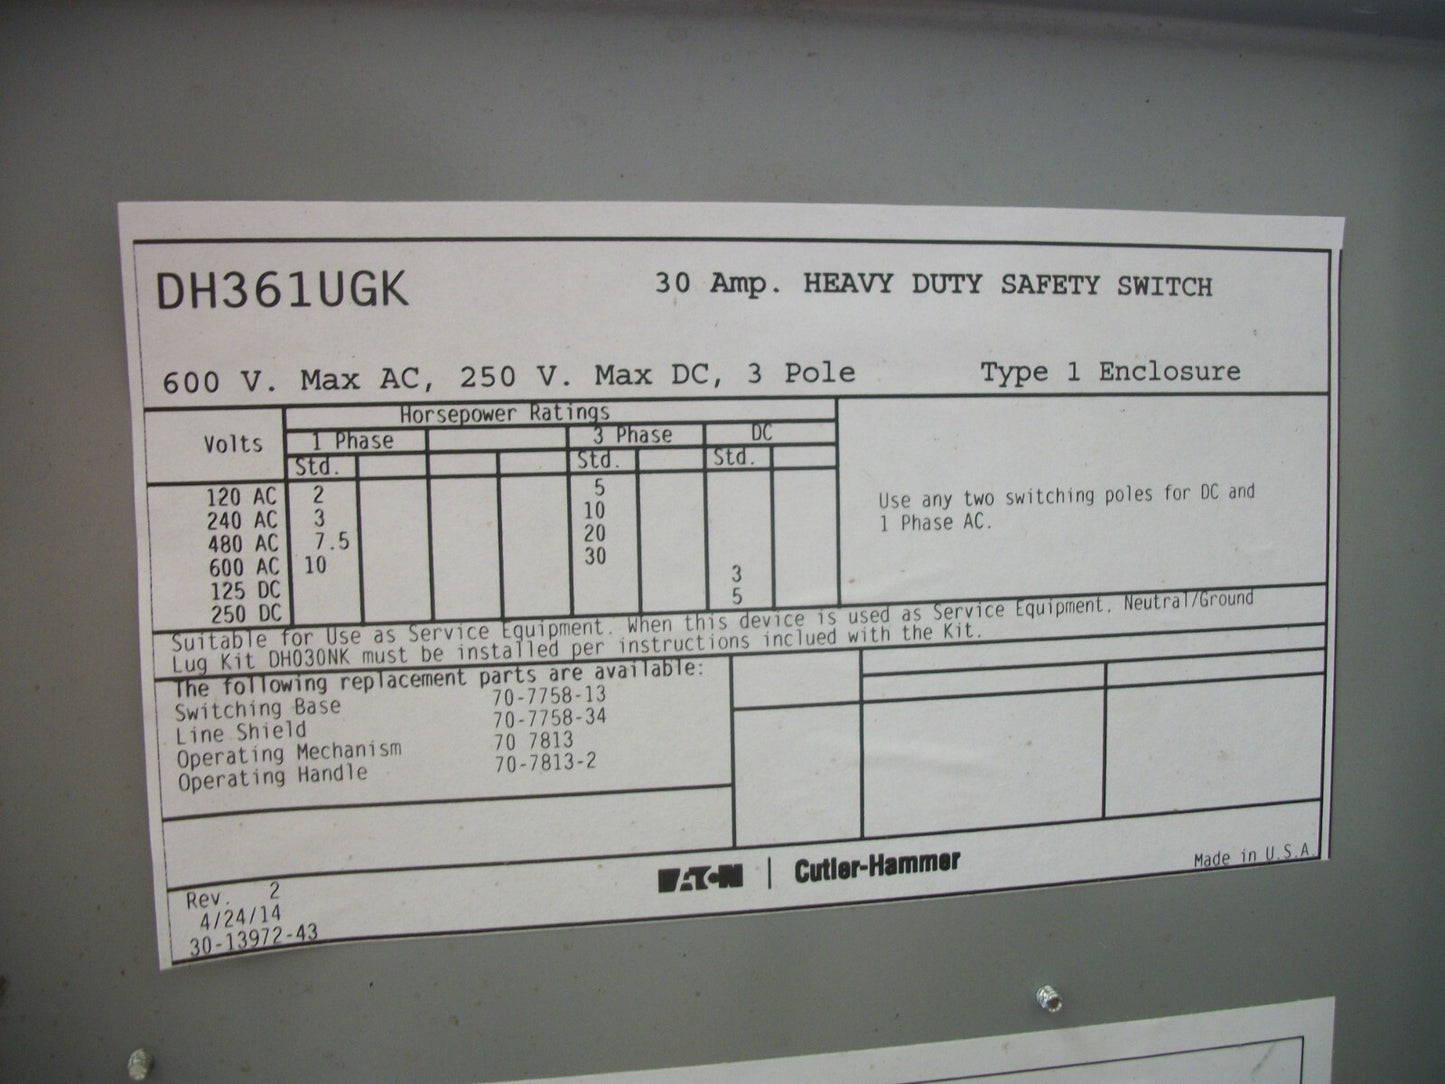 DH361UGK 30 Amp. HEAVY DUTY SAFETY SWITCH
600 V. Max AC, 250 V. Max DC, 3 Pole Type 1 Enclosure
Horsepower Ratings
Volts 1 Phase 3 Phase DC
Std. Std. Std.
120 AC 2 5
240 AC 3 10
480 AC 7.5 20
600 AC 10 30
125 DC 3
250 DC 5
Use any two switching poles for DC and
1 Phase AC.
Suitable for Use as Service Equipment. When this device is used as Service Equipment. Neutral/Ground
Lug Kit DH030NK must be installed per instructions inclued with the Kit.
The following replacement parts are available:
Switching Base 70-7758-13
Line Shield 70-7758-34
Operating Mechanism 70 7813
Operating Handle 70-7813-2
EATON | Cutler-Hammer
Made in U.S.A.
Rev. 2
4/24/14
30-13972-43